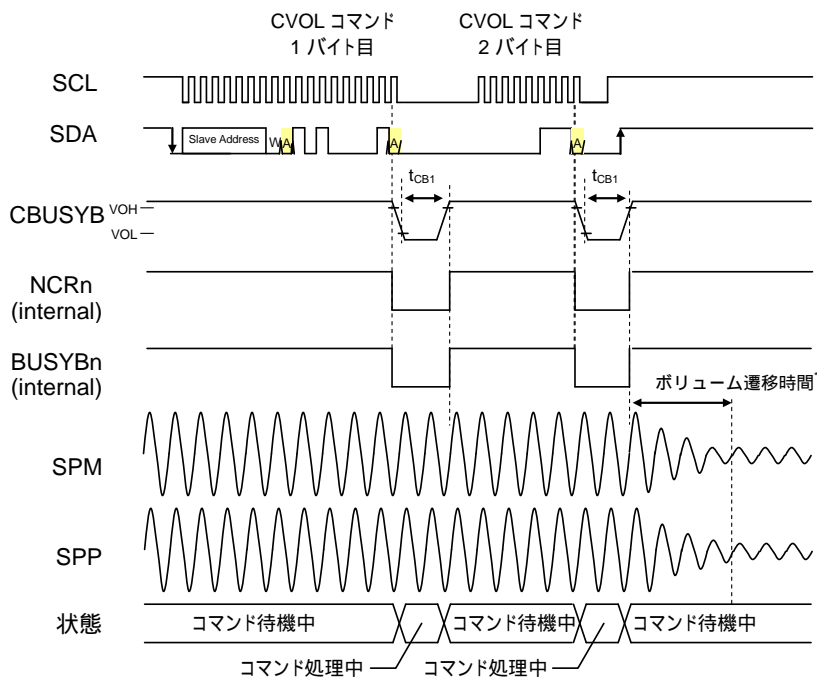 CVOL コマンド
1 バイト目
CVOL コマンド
2 バイト目
SCL
SDA
Slave Address
W
A
A
A
tCB1
tCB1
CBUSYB
VOH
VOL
NCRn
(internal)
BUSYBn
(internal)
ボリューム遷移時間*
SPM
SPP
状態
コマンド待機中
コマンド待機中
コマンド待機中
コマンド処理中
コマンド処理中